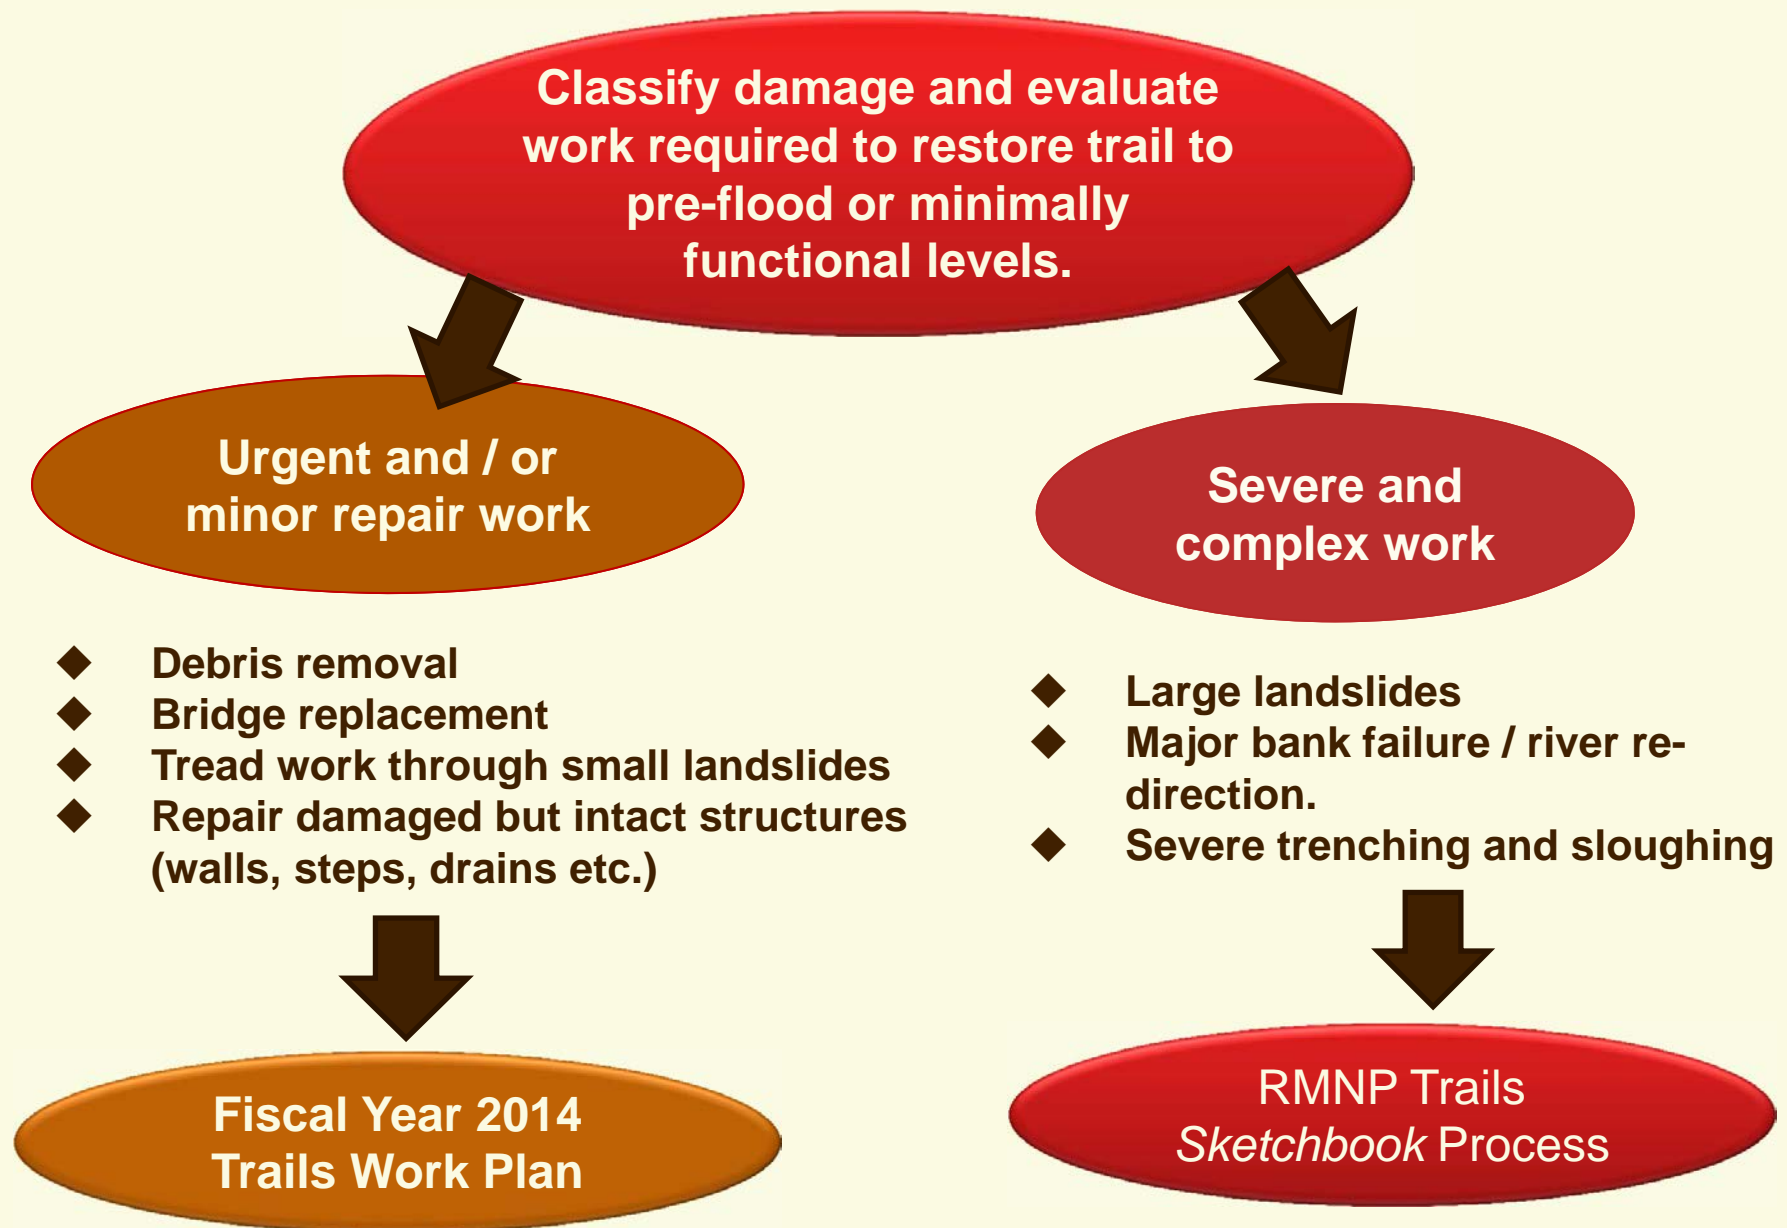 Classify damage and evaluate
work required to restore trail to
pre-flood or minimally
functional levels.
Urgent and / or
minor repair work
◆ Debris removal
◆ Bridge replacement
◆ Tread work through small landslides
◆ Repair damaged but intact structures
(walls, steps, drains etc.)
Fiscal Year 2014
Trails Work Plan
Severe and
complex work
◆ Large landslides
◆ Major bank failure / river re-
direction.
◆ Severe trenching and sloughing
RMNP Trails
Sketchbook Process